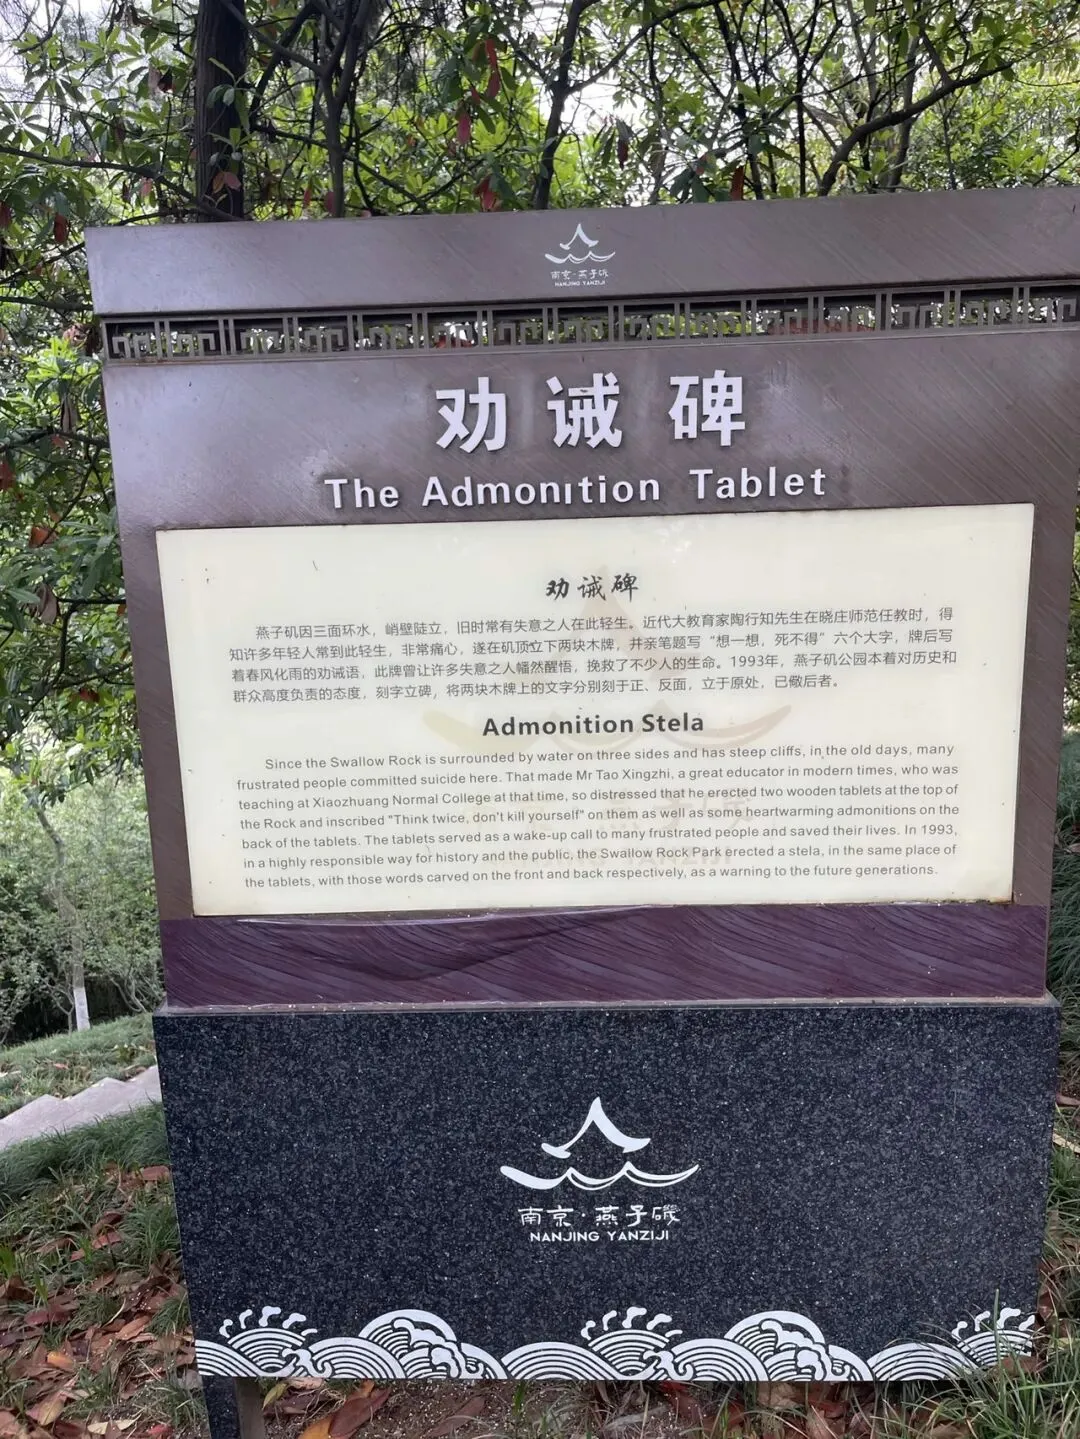 南京·燕子矶
NANJING YANZIJI
劝诫碑
The Admonition Tablet
劝诫碑
燕子矶因三面环水，峭壁陡立，旧时常有失意之人在此轻生。近代大教育家陶行知先生在晓庄师范任教时，得
知许多年轻人常到此轻生，非常痛心，遂在矶顶立下两块木牌，并亲笔题写“想一想，死不得”六个大字，牌后写
着春风化雨的劝诫语，此牌曾让许多失意之人幡然醒悟，挽救了不少人的生命。1993年，燕子矶公园本着对历史和
群众高度负责的态度，刻字立碑，将两块木牌上的文字分别刻于正、反面，立于原处，已儆后者。
Admonition Stela
Since the Swallow Rock is surrounded by water on three sides and has steep cliffs, in the old days, many
frustrated people committed suicide here. That made Mr Tao Xingzhi, a great educator in modern times, who was
teaching at Xiaozhuang Normal College at that time, so distressed that he erected two wooden tablets at the top of
the Rock and inscribed "Think twice, don't kill yourself" on them as well as some heartwarming admonitions on the
back of the tablets. The tablets served as a wake-up call to many frustrated people and saved their lives. In 1993,
in a highly responsible way for history and the public, the Swallow Rock Park erected a stela, in the same place of
the tablets, with those words carved on the front and back respectively, as a warning to the future generations.
南京·燕子磯
NANJING YANZIJI